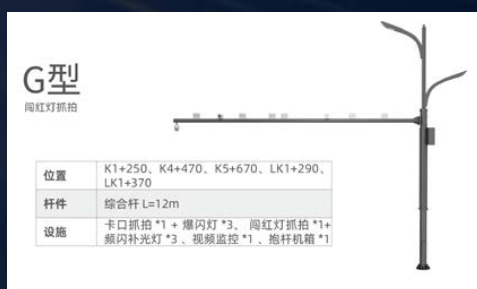 G型
闯红灯抓拍
位置 K1+250、K4+470、K5+670、LK1+290、
LK1+370
杆件 综合杆 L=12m
设施 卡口抓拍 *1 + 爆闪灯 *3、 闯红灯抓拍 *1+
频闪补光灯 *3 、视频监控 *1 、抱杆机箱 *1